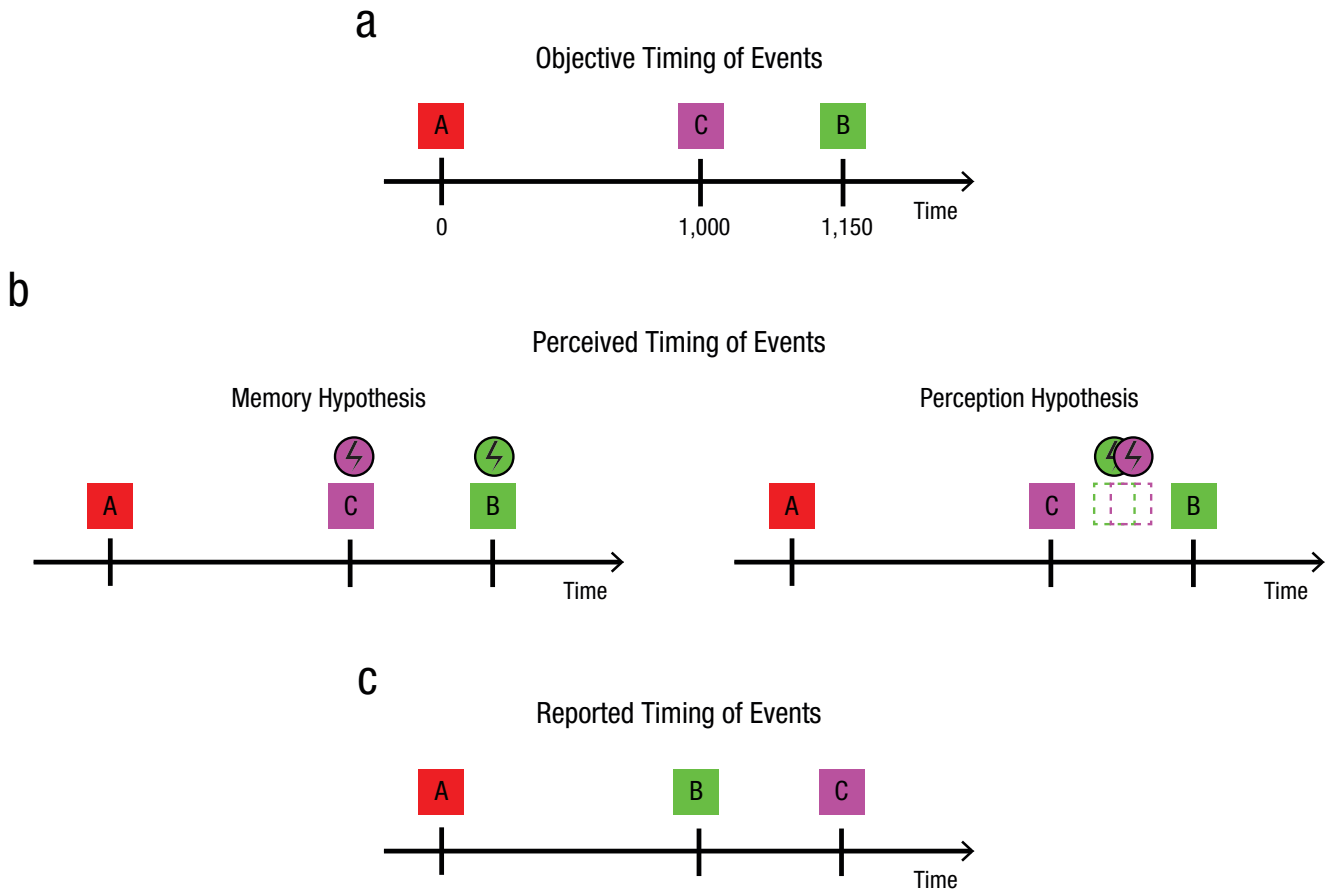 a
Objective Timing of Events
A C B
0 1,000 1,150 Time
b
Perceived Timing of Events
Memory Hypothesis
A C B
Time
Perception Hypothesis
A C B
Time
c
Reported Timing of Events
A B C
Time